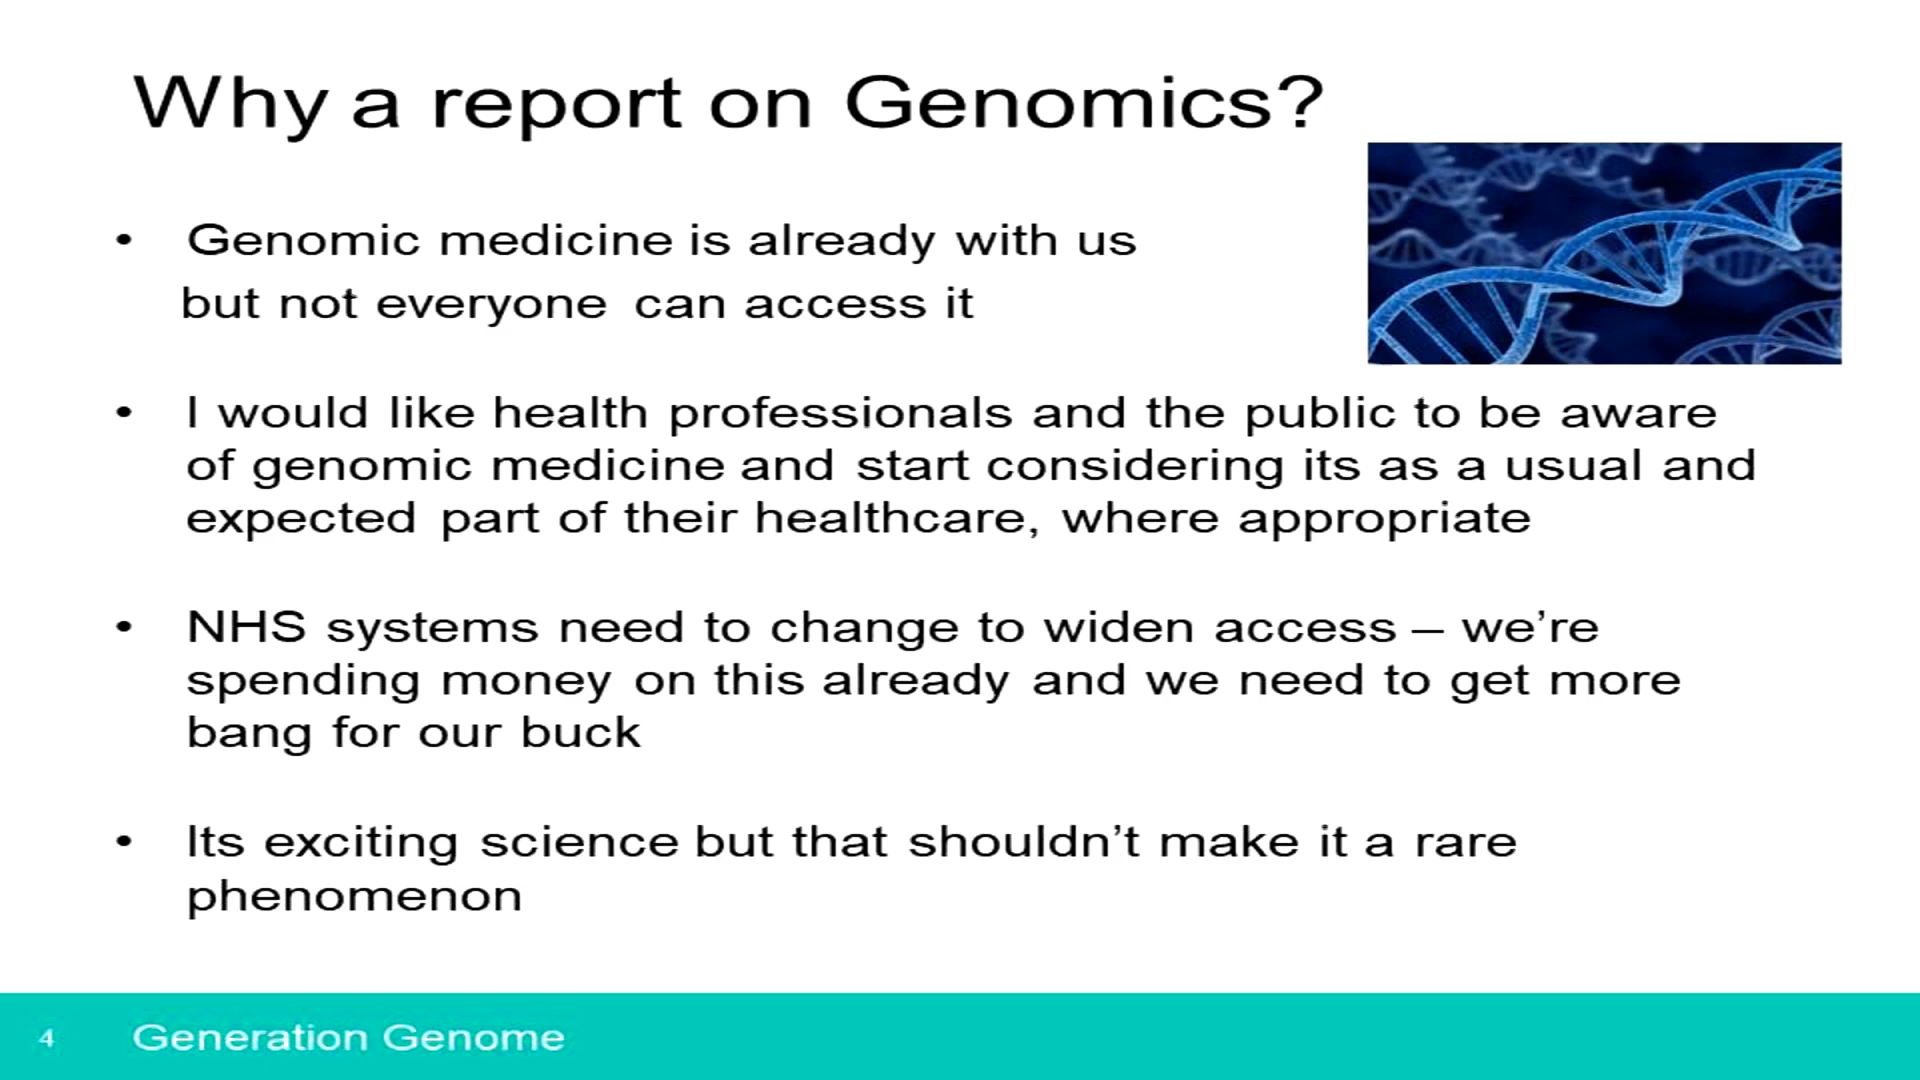 Why a report on Genomics?
• Genomic medicine is already with us
but not everyone can access it
• I would like health professionals and the public to be aware
of genomic medicine and start considering its as a usual and
expected part of their healthcare, where appropriate
• NHS systems need to change to widen access – we’re
spending money on this already and we need to get more
bang for our buck
• Its exciting science but that shouldn’t make it a rare
phenomenon
4 Generation Genome